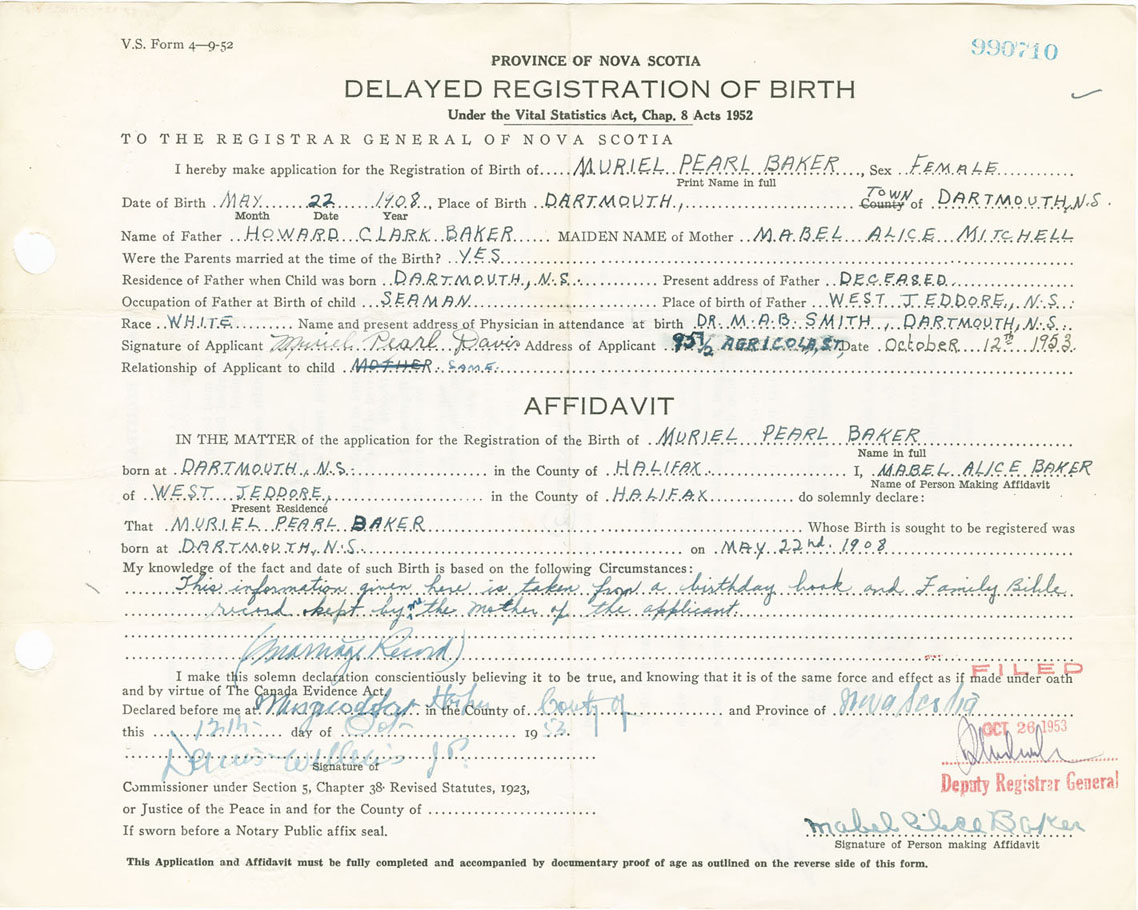 V.S. Form 4—9-52
990710
PROVINCE OF NOVA SCOTIA
DELAYED REGISTRATION OF BIRTH
Under the Vital Statistics Act, Chap. 8 Acts 1952
TO THE REGISTRAR GENERAL OF NOVA SCOTIA
I hereby make application for the Registration of Birth of MURIEL PEARL BAKER, Sex FEMALE
Print Name in full
Date of Birth MAY 22 1908, Place of Birth DARTMOUTH, County TOWN of DARTMOUTH, N.S.
Month Date Year
Name of Father HOWARD CLARK BAKER MAIDEN NAME of Mother MABEL ALICE MITCHELL
Were the Parents married at the time of the Birth? YES
Residence of Father when Child was born DARTMOUTH, N.S. Present address of Father DECEASED
Occupation of Father at Birth of child SEAMAN Place of birth of Father WEST JEDDORE, N.S.
Race WHITE Name and present address of Physician in attendance at birth DR. M.A.B. SMITH, DARTMOUTH, N.S.
Signature of Applicant Muriel Pearl Davis Address of Applicant 95 1/2 AGRICOLA, ST. Date October 12th 1953.
Relationship of Applicant to child MOTHER. SAME.
AFFIDAVIT
IN THE MATTER of the application for the Registration of the Birth of MURIEL PEARL BAKER
Name in full
born at DARTMOUTH, N.S. in the County of HALIFAX. I, MABEL ALICE BAKER
Name of Person Making Affidavit
of WEST JEDDORE, in the County of HALIFAX do solemnly declare:
Present Residence
That MURIEL PEARL BAKER Whose Birth is sought to be registered was
born at DARTMOUTH, N.S. on MAY 22nd. 1908
My knowledge of the fact and date of such Birth is based on the following Circumstances:
This information given here is taken from a birthday book and Family Bible
record kept by me the mother of the applicant.
(Marriage Record)
I make this solemn declaration conscientiously believing it to be true, and knowing that it is of the same force and effect as if made under oath
FILED
and by virtue of The Canada Evidence Act.
Declared before me at Musquodoboit Harbor in the County of County of and Province of Nova Scotia
this 12th day of Oct 1953.
OCT 26 1953
Signature of
Deputy Registrar General
Commissioner under Section 5, Chapter 38 Revised Statutes, 1923,
or Justice of the Peace in and for the County of
Mabel Alice Baker
If sworn before a Notary Public affix seal.
Signature of Person making Affidavit
This Application and Affidavit must be fully completed and accompanied by documentary proof of age as outlined on the reverse side of this form.